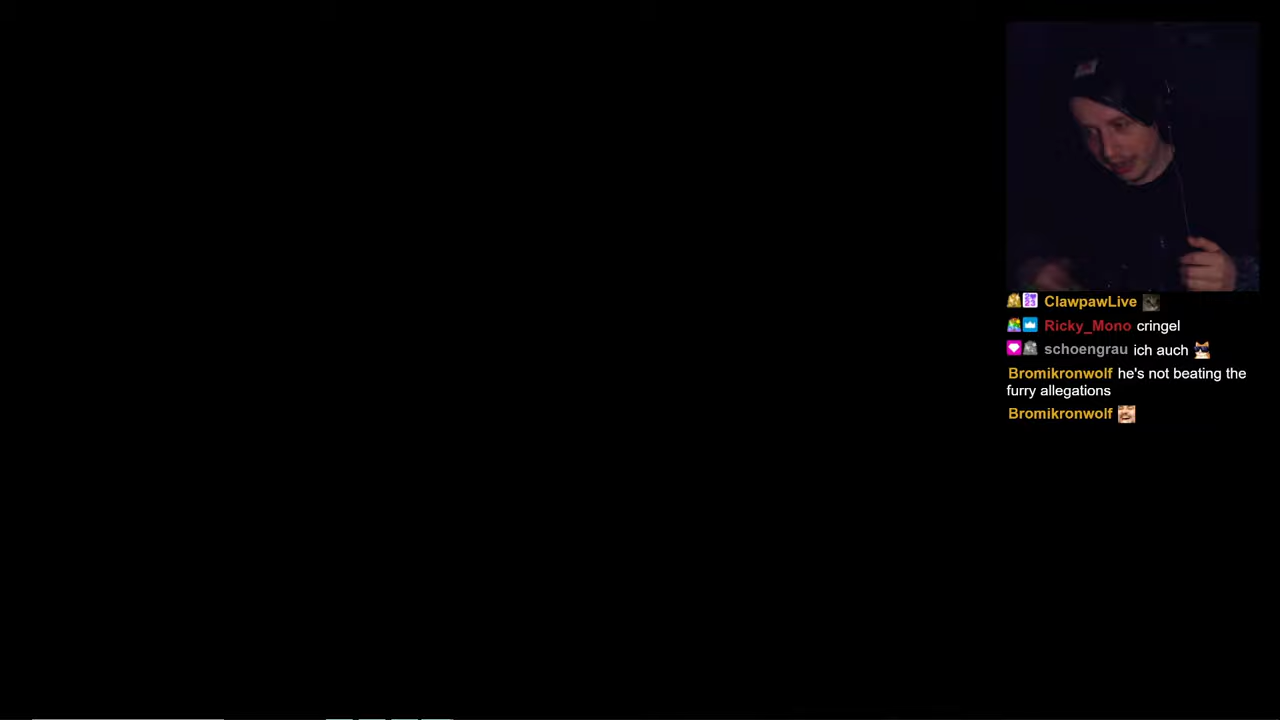 ClawpawLive
Ricky_Mono cringel
schoengrau ich auch
Bromikronwolf he's not beating the
furry allegations
Bromikronwolf